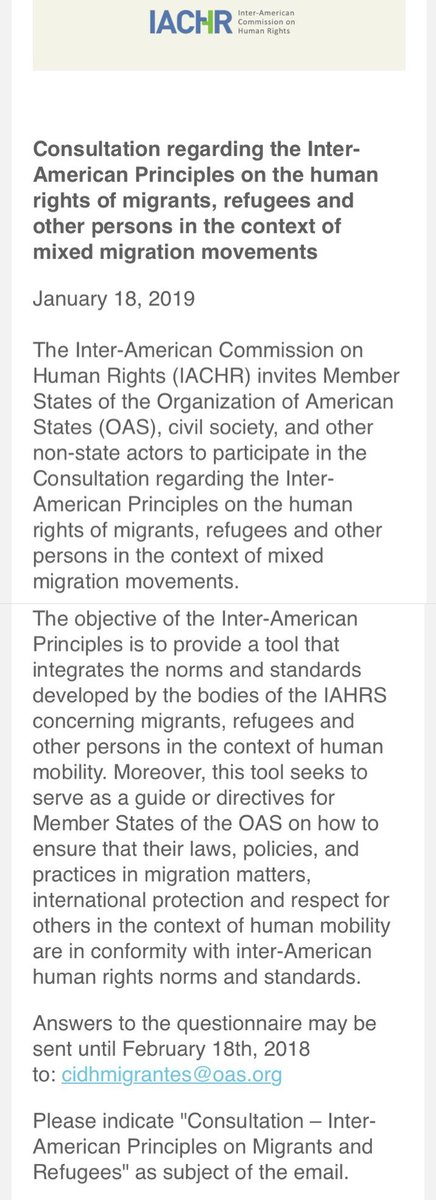 IACHR
Inter-American
Commission on
Human Rights
Consultation regarding the Inter-
American Principles on the human
rights of migrants, refugees and
other persons in the context of
mixed migration movements
January 18, 2019
The Inter-American Commission on
Human Rights (IACHR) invites Member
States of the Organization of American
States (OAS), civil society, and other
non-state actors to participate in the
Consultation regarding the Inter-
American Principles on the human
rights of migrants, refugees and other
persons in the context of mixed
migration movements.
The objective of the Inter-American
Principles is to provide a tool that
integrates the norms and standards
developed by the bodies of the IAHRS
concerning migrants, refugees and
other persons in the context of human
mobility. Moreover, this tool seeks to
serve as a guide or directives for
Member States of the OAS on how to
ensure that their laws, policies, and
practices in migration matters,
international protection and respect for
others in the context of human mobility
are in conformity with inter-American
human rights norms and standards.
Answers to the questionnaire may be
sent until February 18th, 2018
to: cidhmigrantes@oas.org
Please indicate "Consultation – Inter-
American Principles on Migrants and
Refugees" as subject of the email.